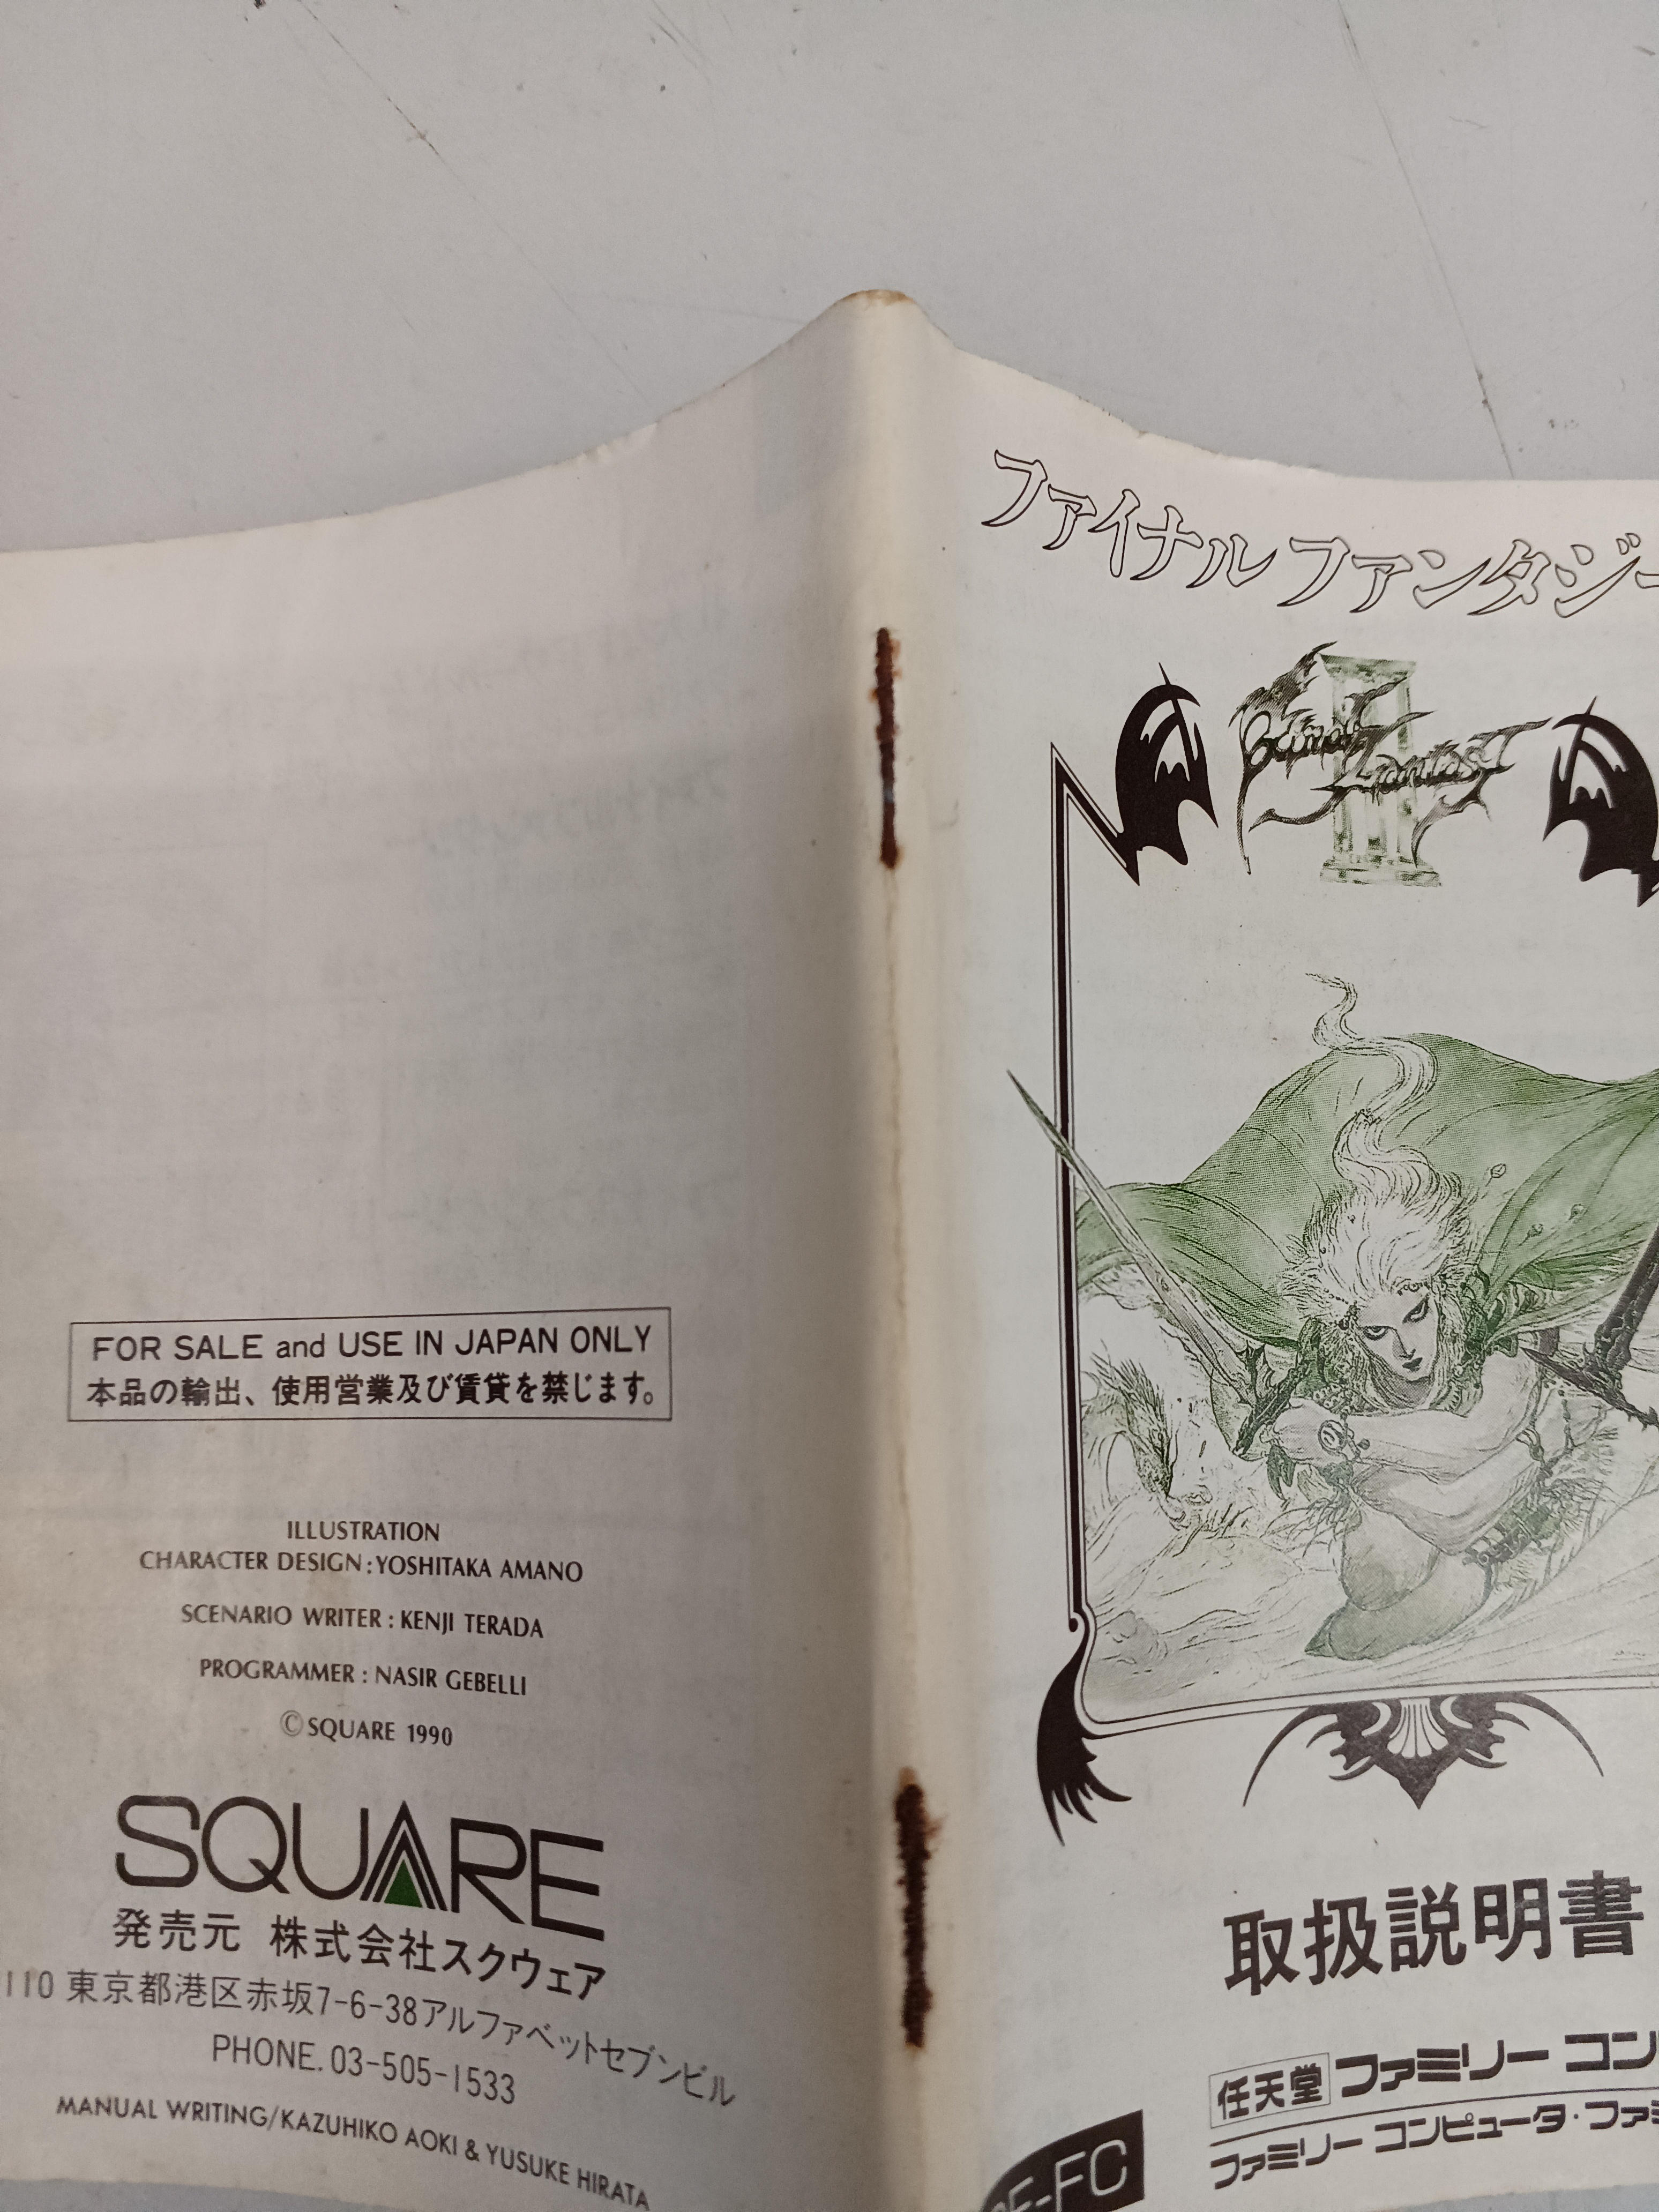 FOR SALE and USE IN JAPAN ONLY
本品の輸出、使用営業及び賃貸を禁じます。
ILLUSTRATION
CHARACTER DESIGN:YOSHITAKA AMANO
SCENARIO WRITER:KENJI TERADA
PROGRAMMER:NASIR GEBELLI
©SQUARE 1990
SQUARE
発売元 株式会社スクウェア
110 東京都港区赤坂7-6-38アルファベットセブンビル
PHONE.03-505-1533
MANUAL WRITING/KAZUHIKO AOKI & YUSUKE HIRATA
ファイナルファンタジー
Final Fantasy
III
取扱説明書
任天堂 ファミリー コン
ファミリー コンピュータ・ファミ
-FC